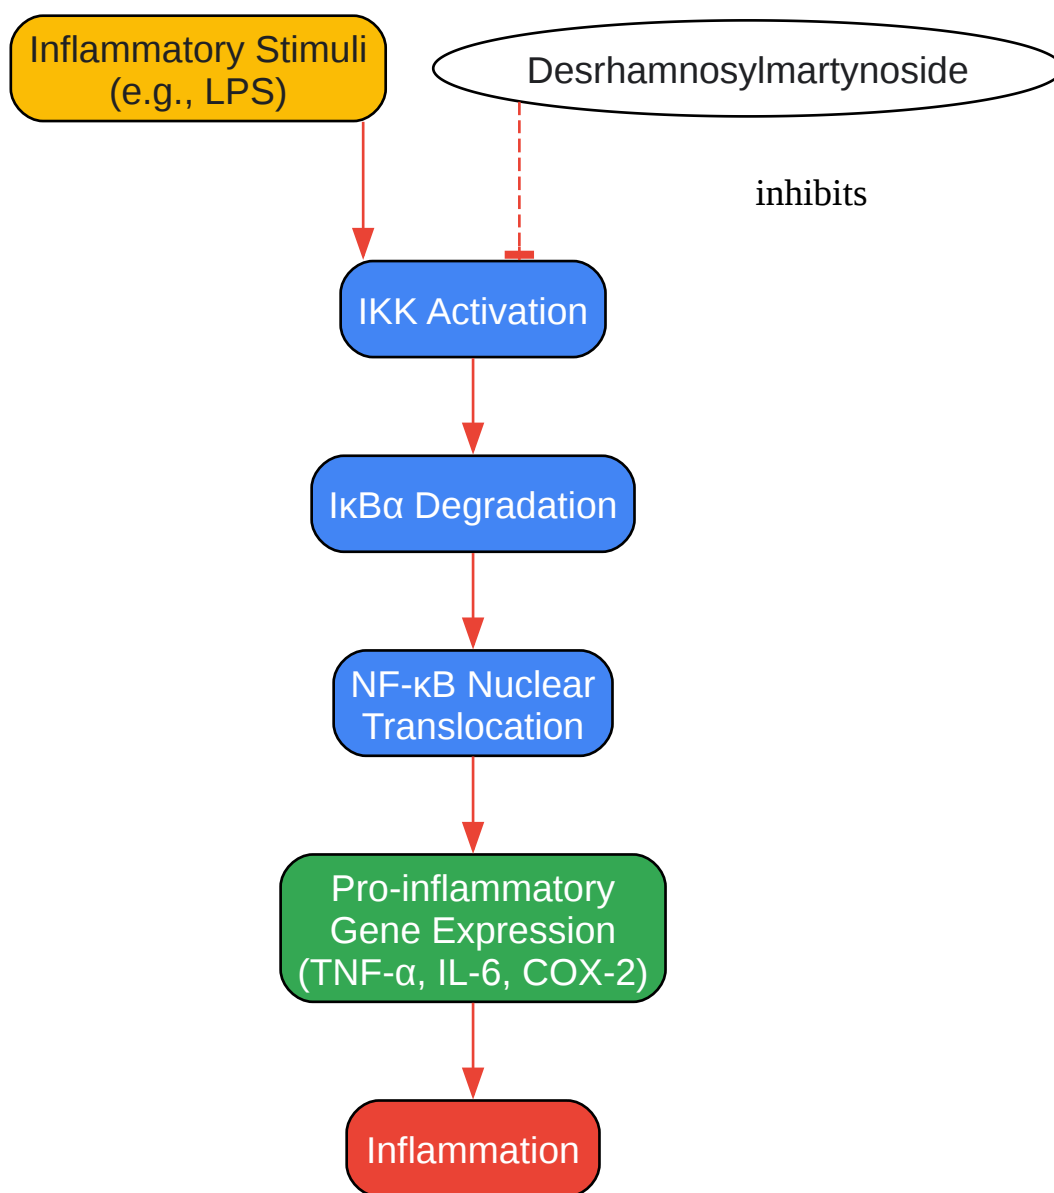 Inflammatory Stimuli
(e.g., LPS)
Desrhamnosylmartynoside
inhibits
IKK Activation
IκBα Degradation
NF-κB Nuclear
Translocation
Pro-inflammatory
Gene Expression
(TNF-α, IL-6, COX-2)
Inflammation